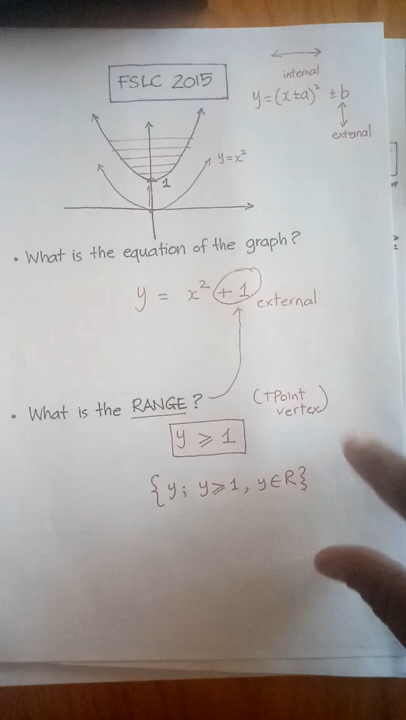 FSLC 2015
internal
y=(x±a)² ±b
external
y=x²
1
• What is the equation of the graph?
y = x² +1
external
• What is the RANGE?
(TPoint
vertex)
y ⩾ 1
{y; y⩾1, y∈R}